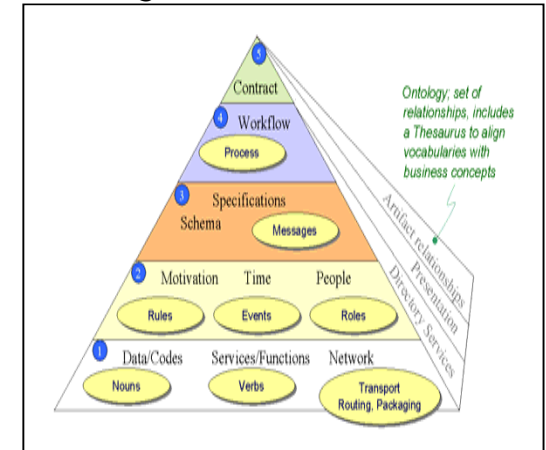 5
Contract
4
Workflow
Process
3
Specifications
Schema
Messages
2
Motivation Time People
Rules Events Roles
1
Data/Codes Services/Functions Network
Nouns Verbs Transport
Routing, Packaging
Ontology; set of
relationships, includes
a Thesaurus to align
vocabularies with
business concepts
Artifact relationships
Presentation
Directory Services